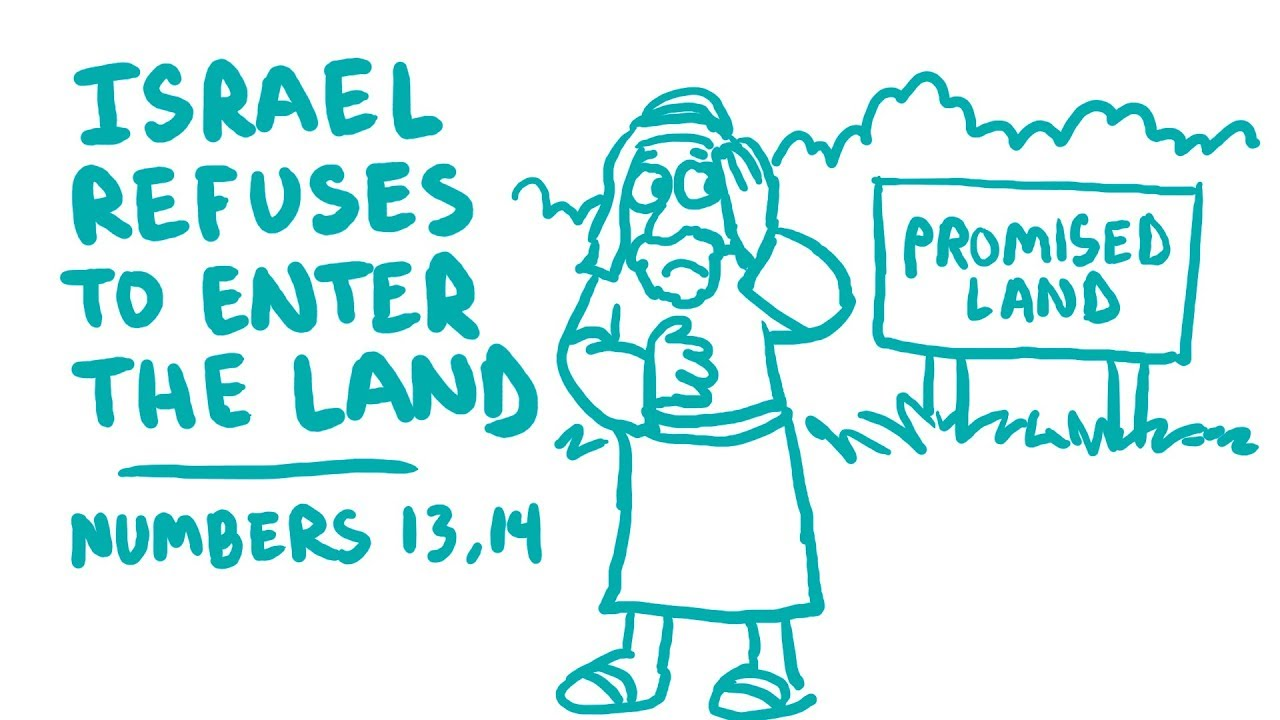 ISRAEL
REFUSES
TO ENTER
THE LAND
NUMBERS 13,14
PROMISED
LAND